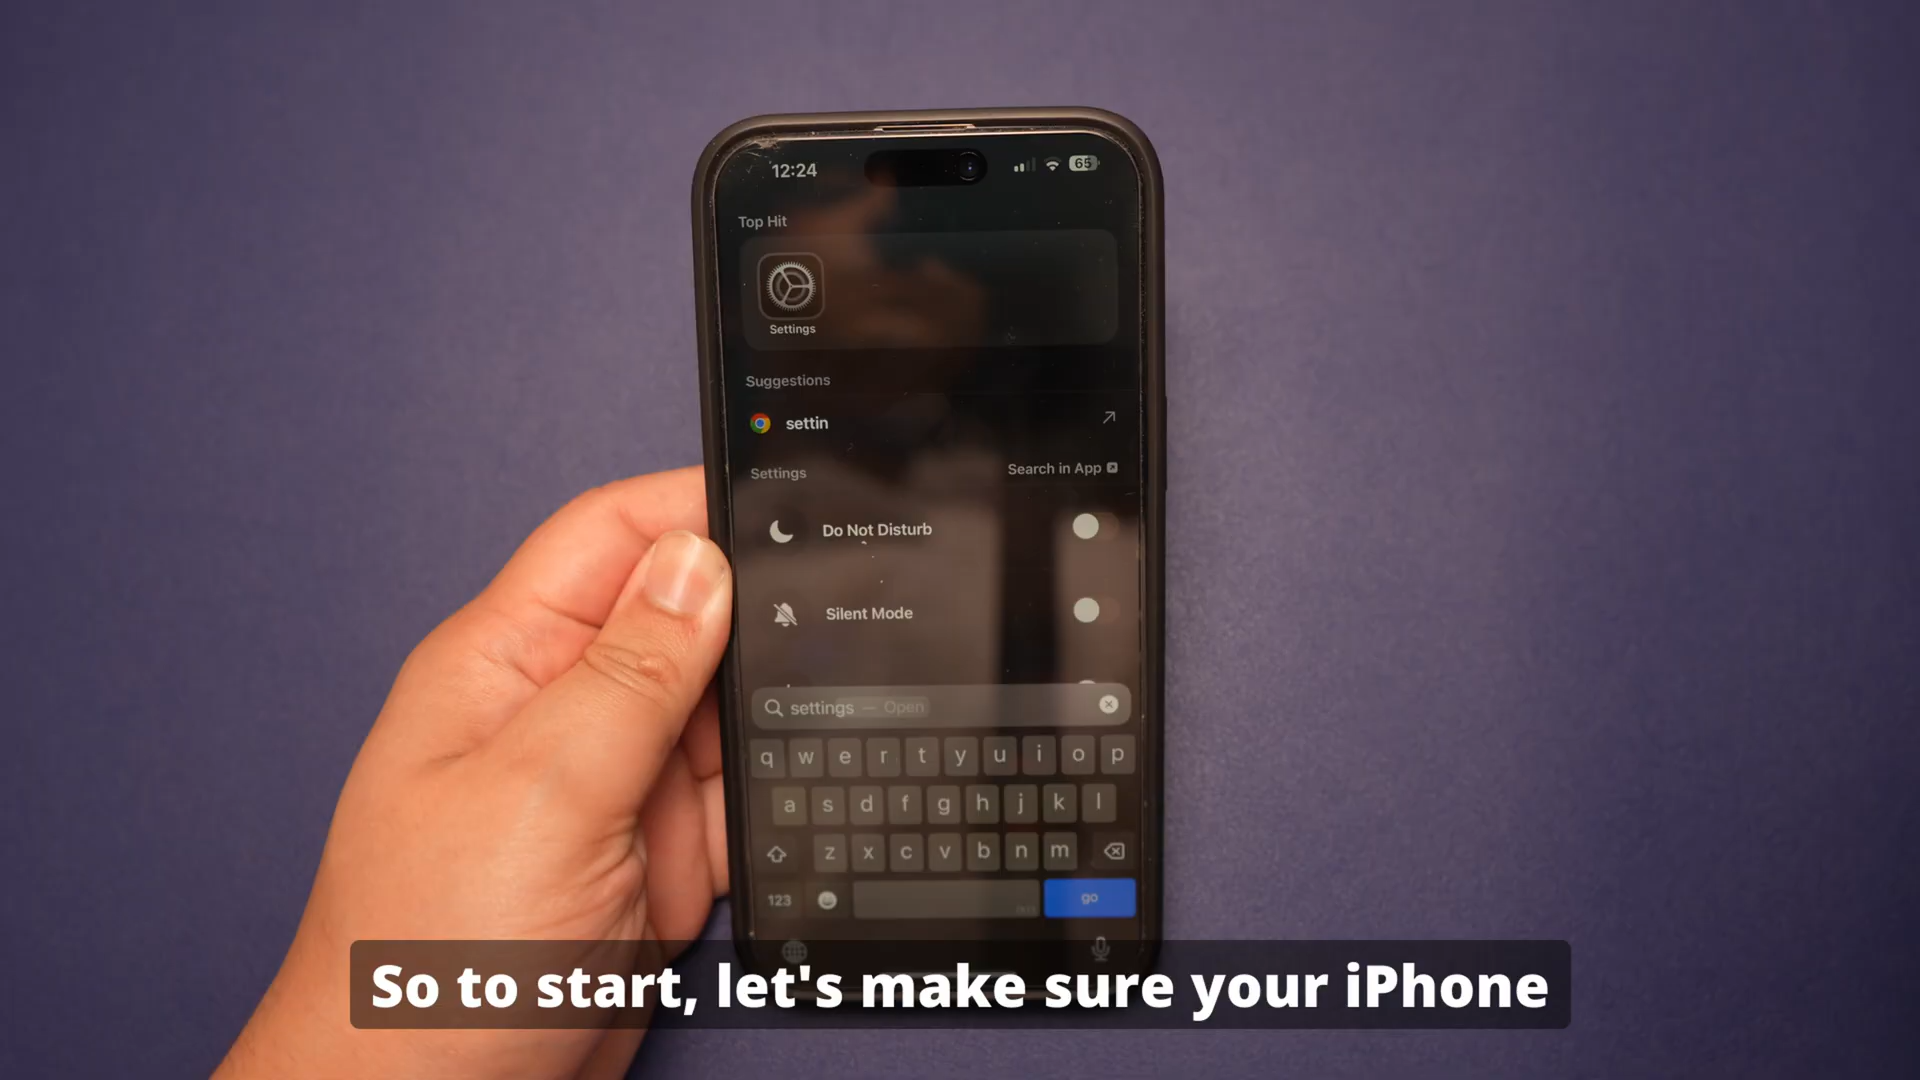 12:24
65
Top Hit
Settings
Suggestions
settin
Settings
Search in App
Do Not Disturb
Silent Mode
settings — Open
q w e r t y u i o p
a s d f g h j k l
z x c v b n m
123
go
So to start, let's make sure your iPhone